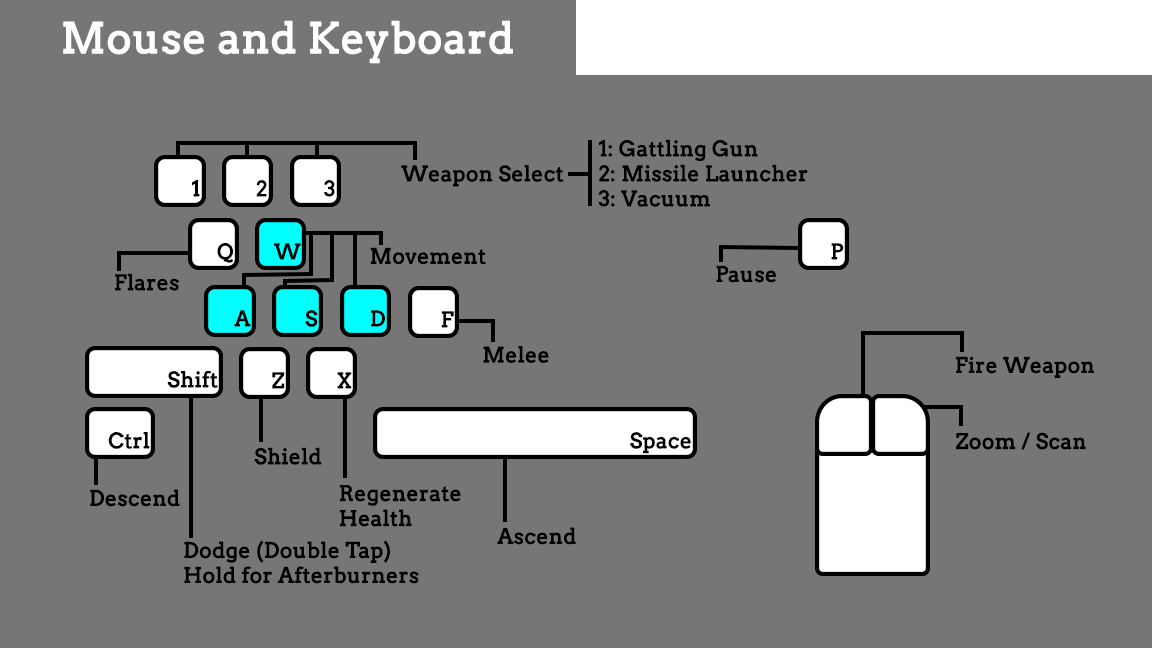 Mouse and Keyboard
1
2
3
Weapon Select
1: Gattling Gun
2: Missile Launcher
3: Vacuum
Q
W
Movement
P
Flares
Pause
A
S
D
F
Melee
Fire Weapon
Shift
Z
X
Ctrl
Space
Zoom / Scan
Shield
Descend
Regenerate
Health
Ascend
Dodge (Double Tap)
Hold for Afterburners